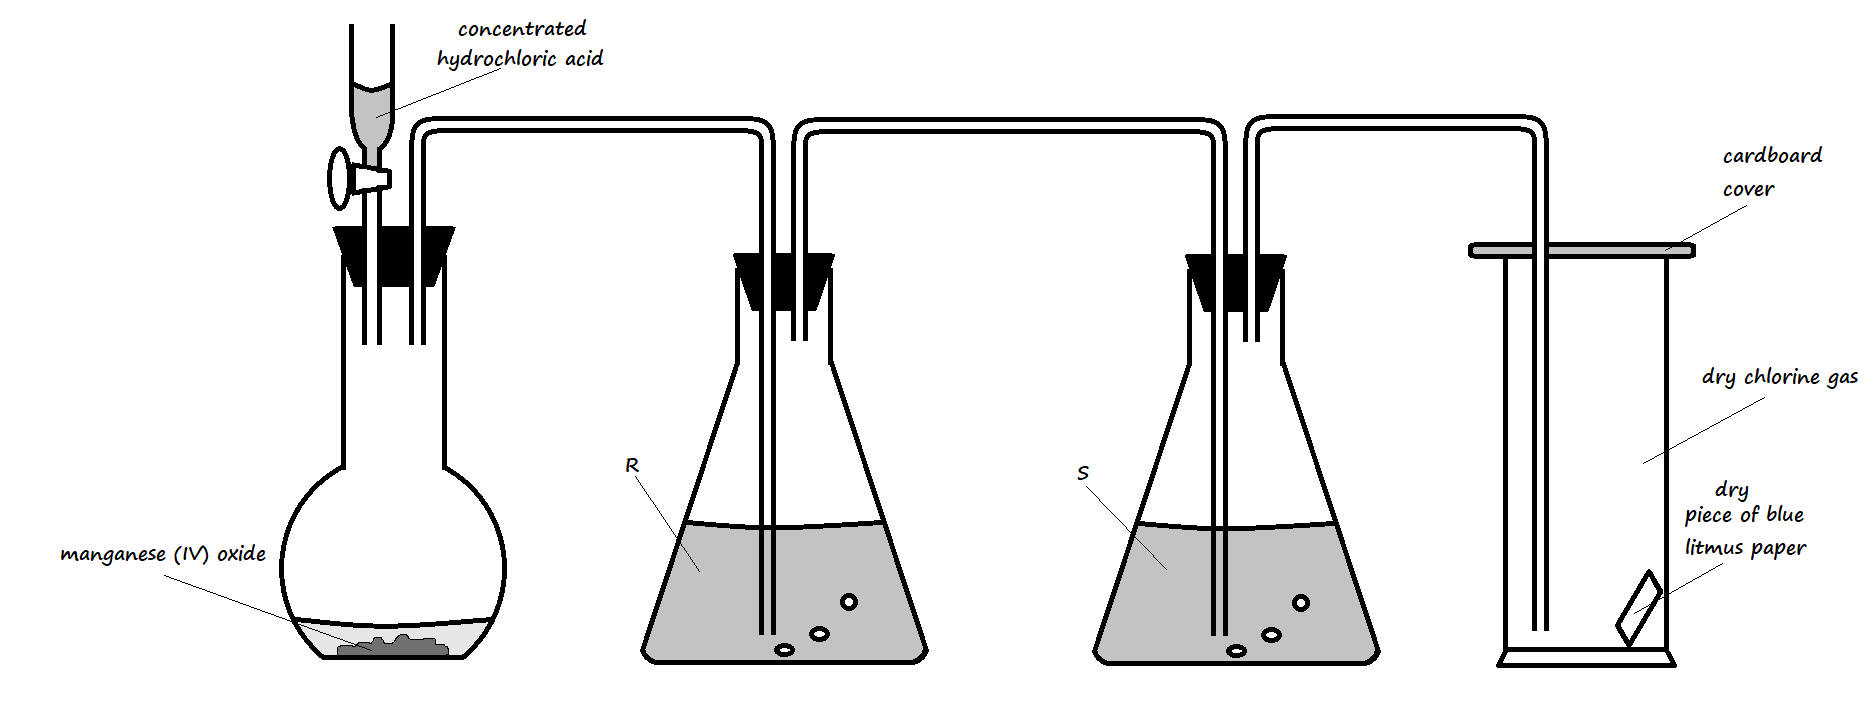 concentrated
hydrochloric acid
cardboard
cover
dry chlorine gas
R
S
dry
piece of blue
litmus paper
manganese (IV) oxide